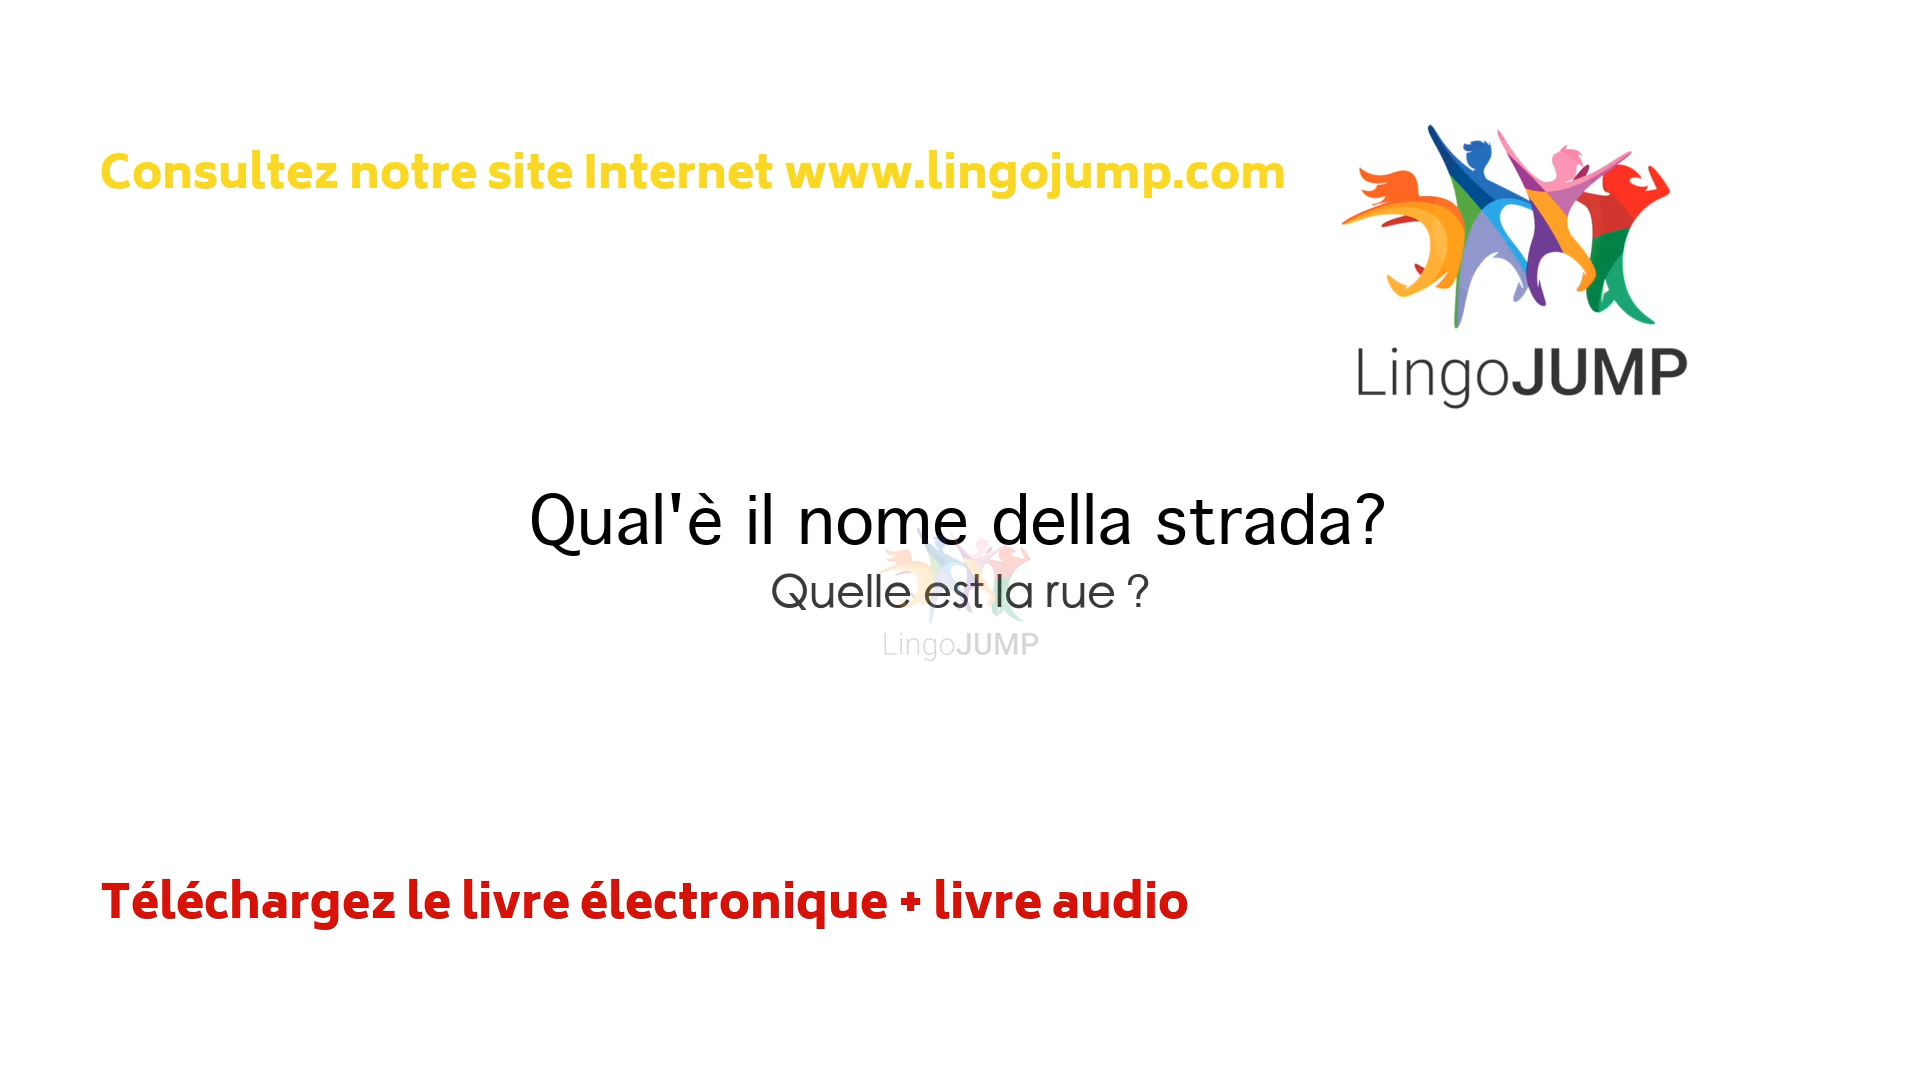 Consultez notre site Internet www.lingojump.com
LingoJUMP
Qual'è il nome della strada?
Quelle est la rue ?
LingoJUMP
Téléchargez le livre électronique + livre audio